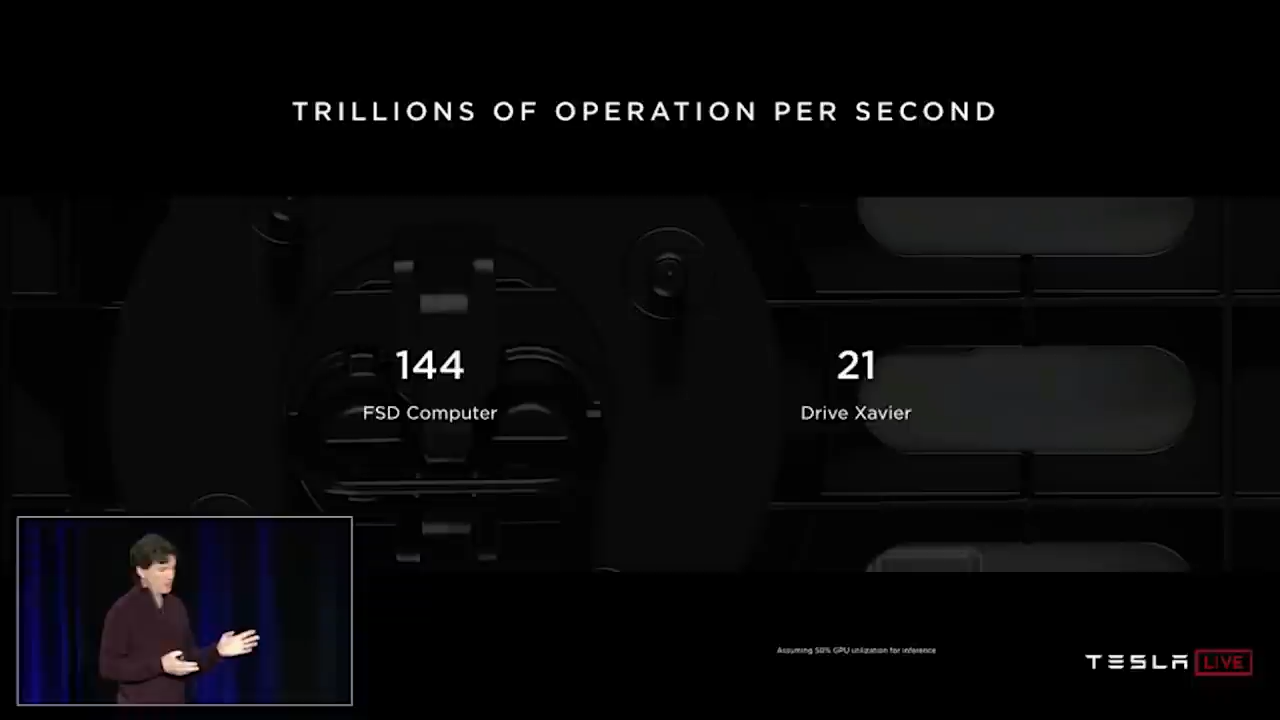 TRILLIONS OF OPERATION PER SECOND
144
FSD Computer
21
Drive Xavier
Assuming 50% GPU utilization for inference
TESLA LIVE